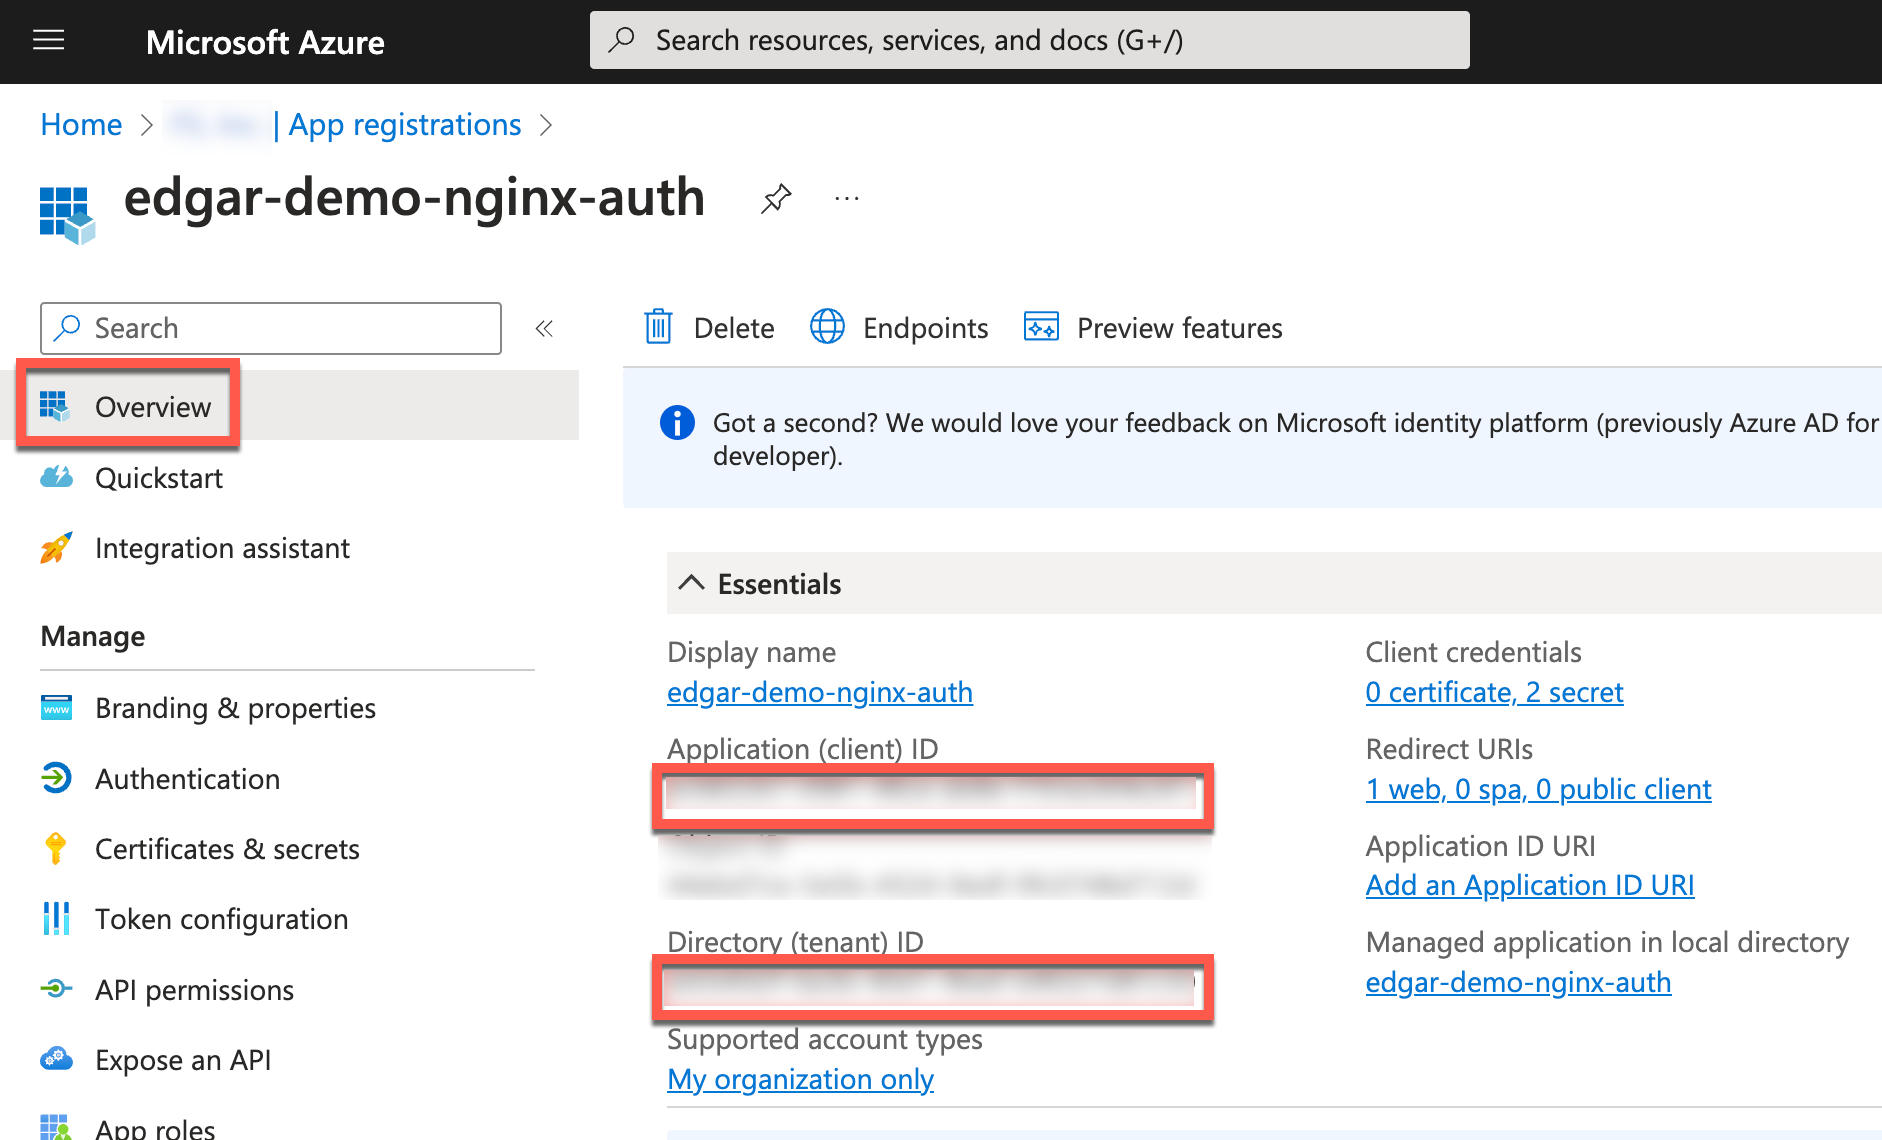 Microsoft Azure
Search resources, services, and docs (G+/)
Home > | App registrations >
edgar-demo-nginx-auth ...
Search «
Delete Endpoints Preview features
Overview
Quickstart
Integration assistant
Manage
www
Branding & properties
Authentication
Certificates & secrets
Token configuration
API permissions
Expose an API
App roles
Got a second? We would love your feedback on Microsoft identity platform (previously Azure AD for
developer).
Essentials
Display name
edgar-demo-nginx-auth
Application (client) ID
Directory (tenant) ID
Supported account types
My organization only
Client credentials
0 certificate, 2 secret
Redirect URIs
1 web, 0 spa, 0 public client
Application ID URI
Add an Application ID URI
Managed application in local directory
edgar-demo-nginx-auth